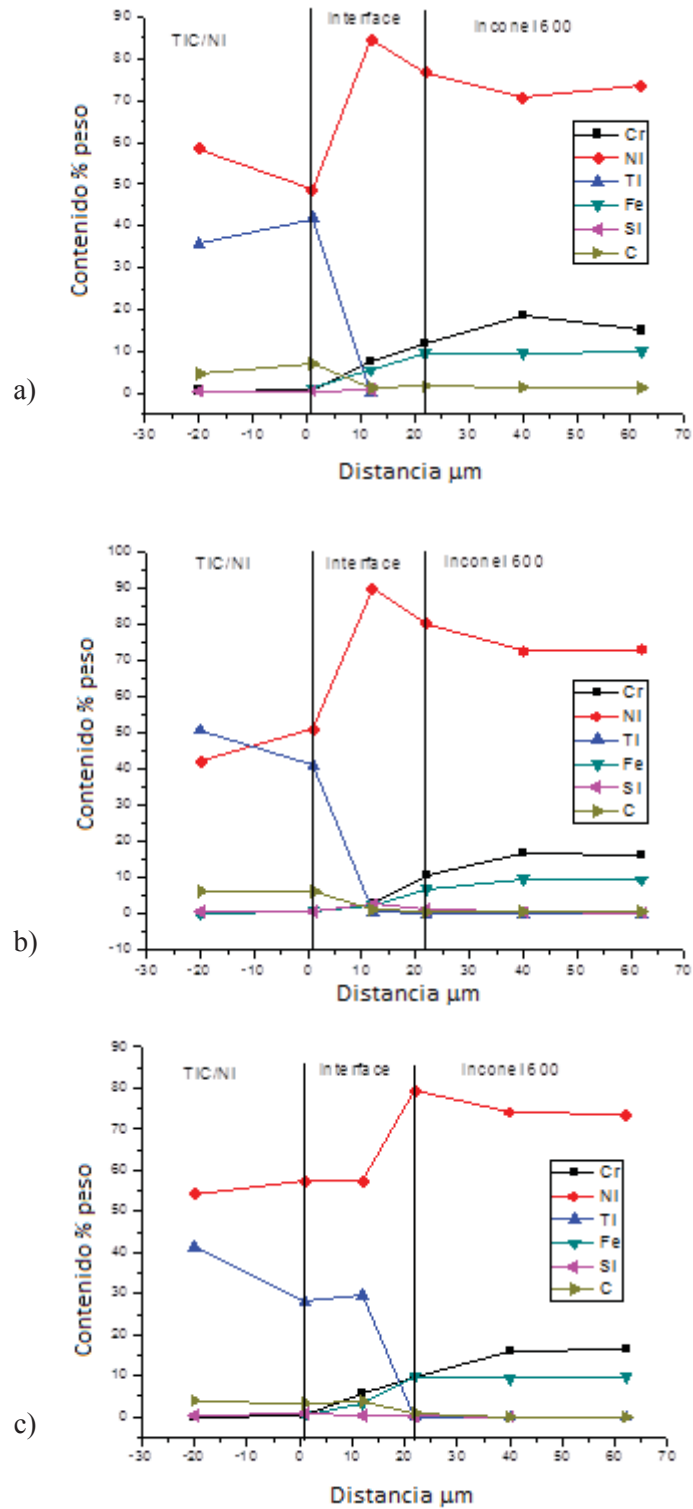 TIC/NI Interface Inconel 600
Contenido % peso
90
80
70
60
50
40
30
20
10
0
Cr
NI
TI
Fe
SI
C
-30 -20 -10 0 10 20 30 40 50 60 70
Distancia µm
a)
TIC/NI Interface Inconel 600
Contenido % peso
100
90
80
70
60
50
40
30
20
10
0
-10
Cr
NI
TI
Fe
SI
C
-30 -20 -10 0 10 20 30 40 50 60 70
Distancia µm
b)
TIC/NI Interface Inconel 600
Contenido % peso
90
80
70
60
50
40
30
20
10
0
Cr
NI
TI
Fe
SI
C
-30 -20 -10 0 10 20 30 40 50 60 70
Distancia µm
c)